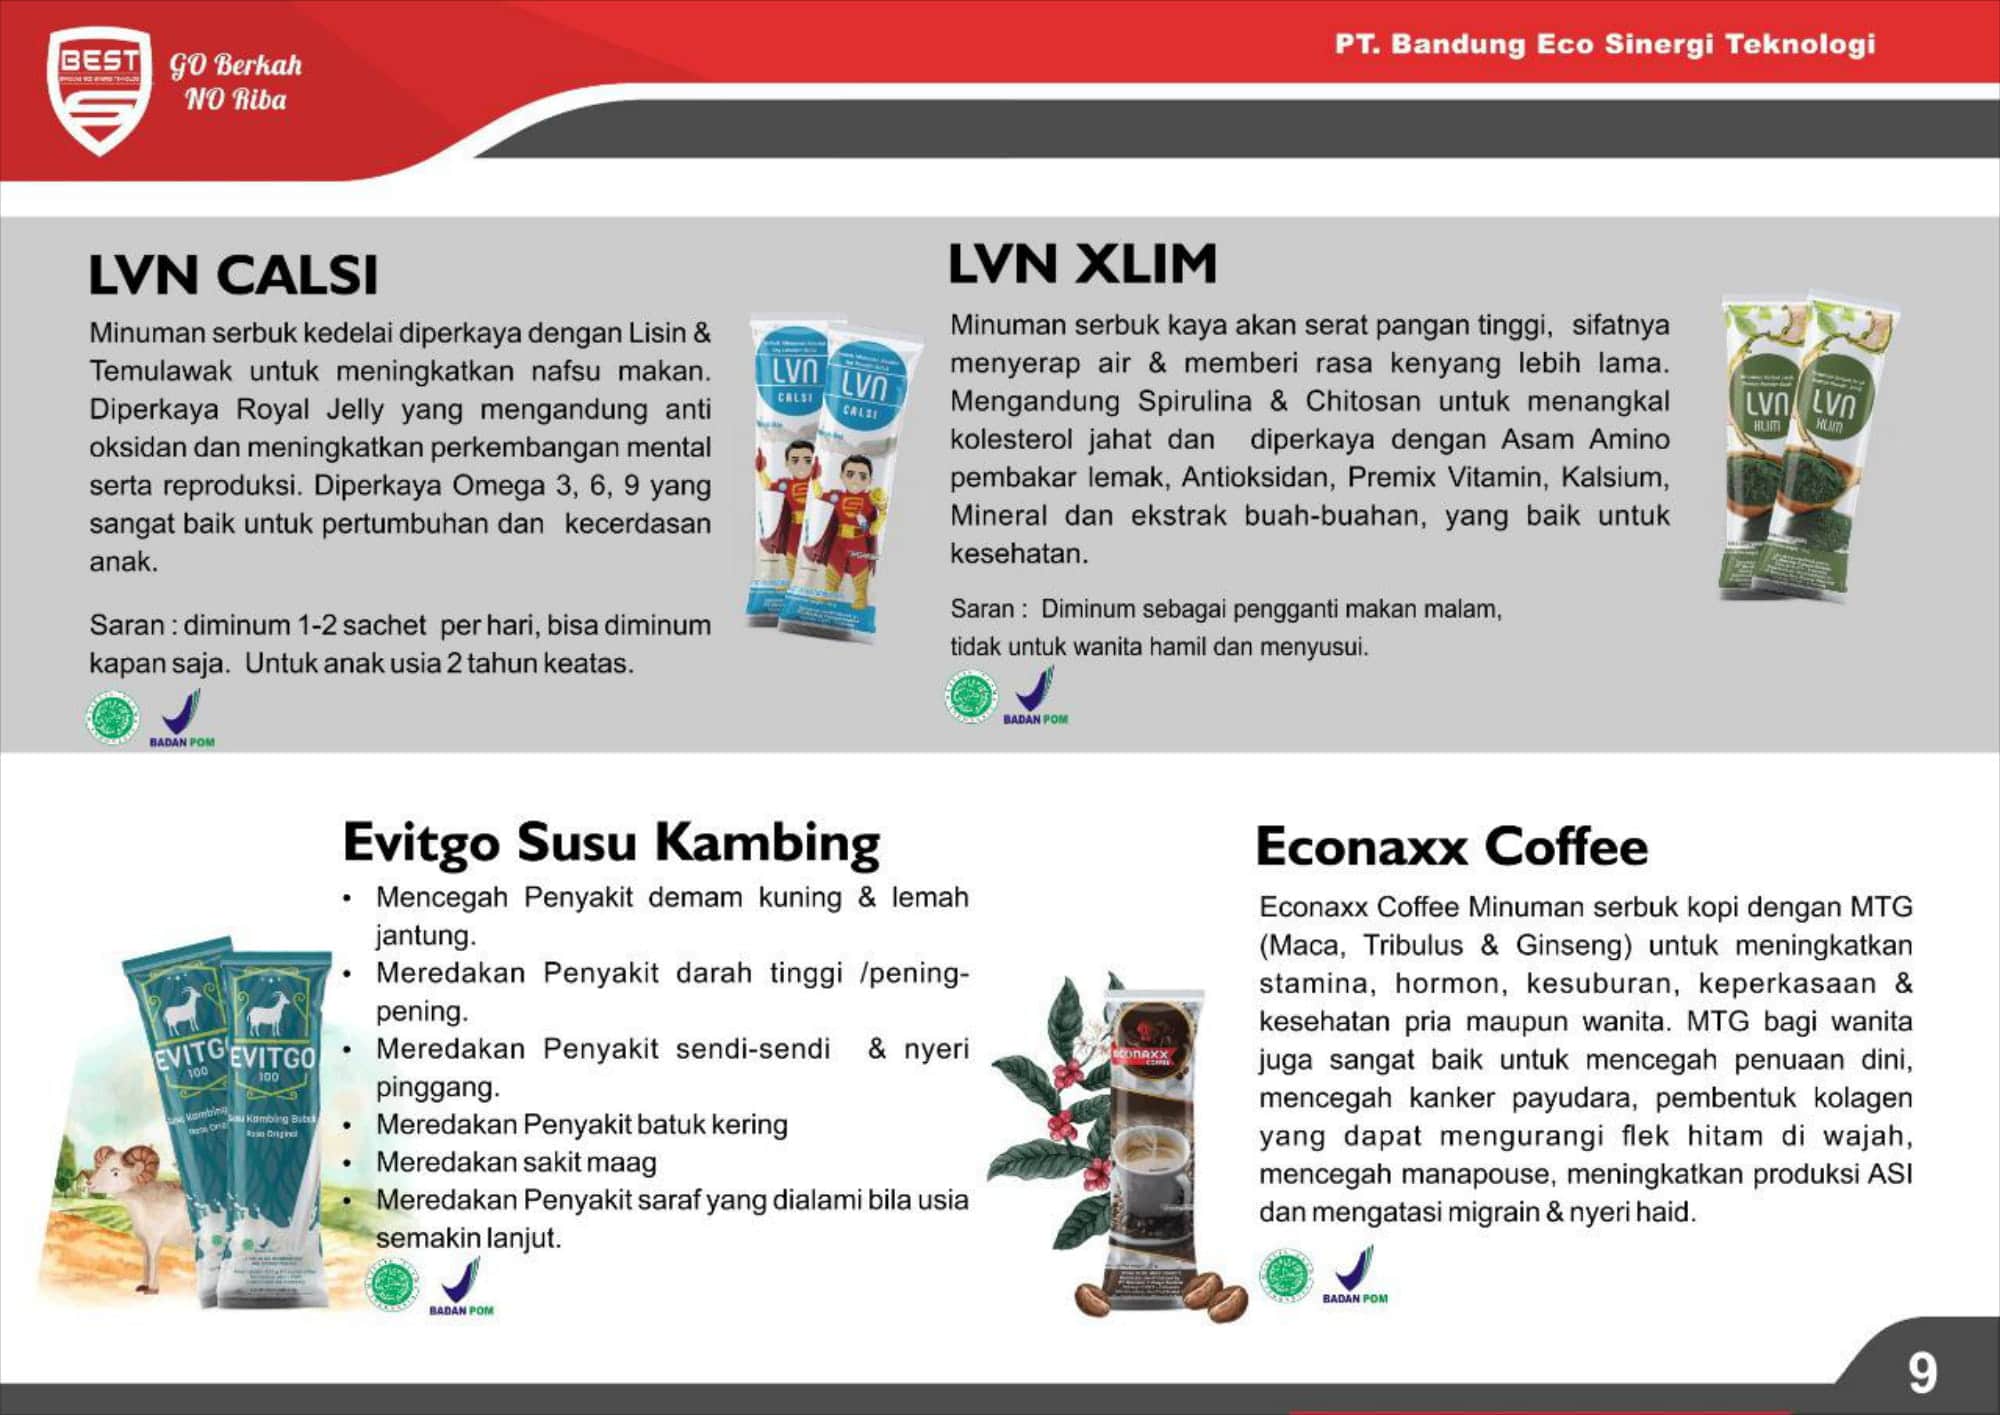 BEST
GO Berkah
NO Riba
PT. Bandung Eco Sinergi Teknologi
LVN CALSI
Minuman serbuk kedelai diperkaya dengan Lisin &
Temulawak untuk meningkatkan nafsu makan.
Diperkaya Royal Jelly yang mengandung anti
oksidan dan meningkatkan perkembangan mental
serta reproduksi. Diperkaya Omega 3, 6, 9 yang
sangat baik untuk pertumbuhan dan kecerdasan
anak.
Saran : diminum 1-2 sachet per hari, bisa diminum
kapan saja. Untuk anak usia 2 tahun keatas.
BADAN POM
LVN
CALSI
LVN
CALSI
LVN XLIM
Minuman serbuk kaya akan serat pangan tinggi, sifatnya
menyerap air & memberi rasa kenyang lebih lama.
Mengandung Spirulina & Chitosan untuk menangkal
kolesterol jahat dan diperkaya dengan Asam Amino
pembakar lemak, Antioksidan, Premix Vitamin, Kalsium,
Mineral dan ekstrak buah-buahan, yang baik untuk
kesehatan.
Saran : Diminum sebagai pengganti makan malam,
tidak untuk wanita hamil dan menyusui.
BADAN POM
LVN
XLIM
LVN
XLIM
Evitgo Susu Kambing
• Mencegah Penyakit demam kuning & lemah
jantung.
• Meredakan Penyakit darah tinggi /pening-
pening.
• Meredakan Penyakit sendi-sendi & nyeri
pinggang.
• Meredakan Penyakit batuk kering
• Meredakan sakit maag
• Meredakan Penyakit saraf yang dialami bila usia
semakin lanjut.
BADAN POM
EVITG
100
EVITGO
100
Susu Kambing Bubuk
Rasa Original
Econaxx Coffee
Econaxx Coffee Minuman serbuk kopi dengan MTG
(Maca, Tribulus & Ginseng) untuk meningkatkan
stamina, hormon, kesuburan, keperkasaan &
kesehatan pria maupun wanita. MTG bagi wanita
juga sangat baik untuk mencegah penuaan dini,
mencegah kanker payudara, pembentuk kolagen
yang dapat mengurangi flek hitam di wajah,
mencegah manapouse, meningkatkan produksi ASI
dan mengatasi migrain & nyeri haid.
BADAN POM
ECONAXX
COFFEE
9